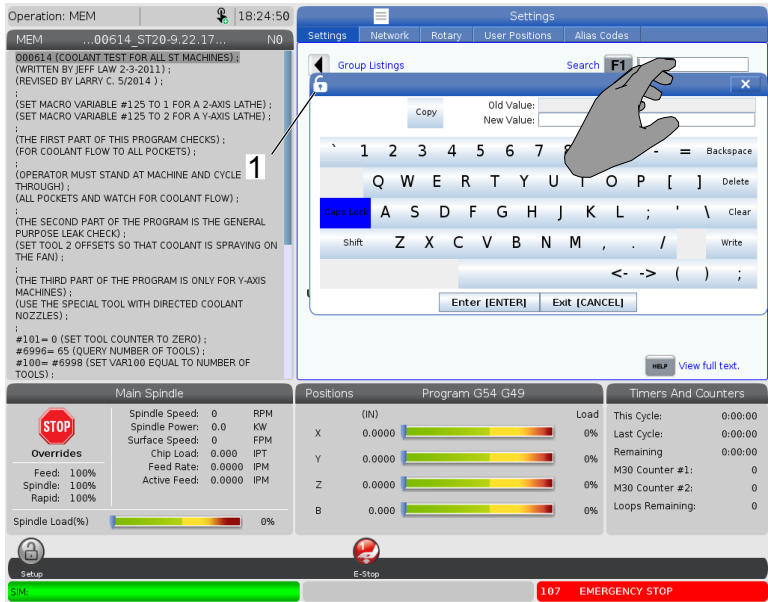 Operation: MEM
18:24:50
MEM ...00614_ST20-9.22.17... N0
O00614 (COOLANT TEST FOR ALL ST MACHINES) ;
(WRITTEN BY JEFF LAW 2-3-2011) ;
(REVISED BY LARRY C. 5/2014 ) ;
;
(SET MACRO VARIABLE #125 TO 1 FOR A 2-AXIS LATHE) ;
(SET MACRO VARIABLE #125 TO 2 FOR A Y-AXIS LATHE) ;
;
(THE FIRST PART OF THIS PROGRAM CHECKS) ;
(FOR COOLANT FLOW TO ALL POCKETS) ;
;
(OPERATOR MUST STAND AT MACHINE AND CYCLE
THROUGH) ;
(ALL POCKETS AND WATCH FOR COOLANT FLOW) ;
;
(THE SECOND PART OF THE PROGRAM IS THE GENERAL
PURPOSE LEAK CHECK) ;
(SET TOOL 2 OFFSETS SO THAT COOLANT IS SPRAYING ON
THE FAN) ;
;
(THE THIRD PART OF THE PROGRAM IS ONLY FOR Y-AXIS
MACHINES) ;
(USE THE SPECIAL TOOL WITH DIRECTED COOLANT
NOZZLES) ;
;
#101= 0 (SET TOOL COUNTER TO ZERO) ;
#6996= 65 (QUERY NUMBER OF TOOLS) ;
#100= #6998 (SET VAR100 EQUAL TO NUMBER OF
TOOLS) ;
1
Settings
Settings Network Rotary User Positions Alias Codes
Group Listings
Search F1
X
Copy
Old Value:
New Value:
` 1 2 3 4 5 6 7 8 - = Backspace
Q W E R T Y U I O P [ ] Delete
Caps Lock A S D F G H J K L ; ' \ Clear
Shift Z X C V B N M , . / Write
<- -> ( ) ;
Enter [ENTER] Exit [CANCEL]
HELP View full text.
Main Spindle
STOP
Overrides
Feed: 100%
Spindle: 100%
Rapid: 100%
Spindle Speed: 0 RPM
Spindle Power: 0.0 KW
Surface Speed: 0 FPM
Chip Load: 0.000 IPT
Feed Rate: 0.0000 IPM
Active Feed: 0.0000 IPM
Spindle Load(%) 0%
Positions Program G54 G49
(IN) Load
X 0.0000 0%
Y 0.0000 0%
Z 0.0000 0%
B 0.000 0%
Timers And Counters
This Cycle: 0:00:00
Last Cycle: 0:00:00
Remaining 0:00:00
M30 Counter #1: 0
M30 Counter #2: 0
Loops Remaining: 0
Setup
E-Stop
SIM:
107 EMERGENCY STOP